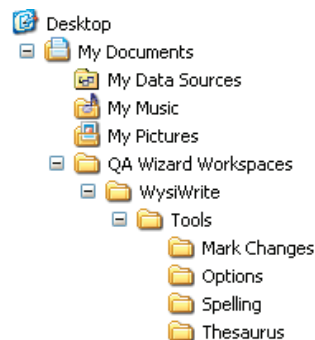 Desktop
My Documents
My Data Sources
My Music
My Pictures
QA Wizard Workspaces
WysiWrite
Tools
Mark Changes
Options
Spelling
Thesaurus